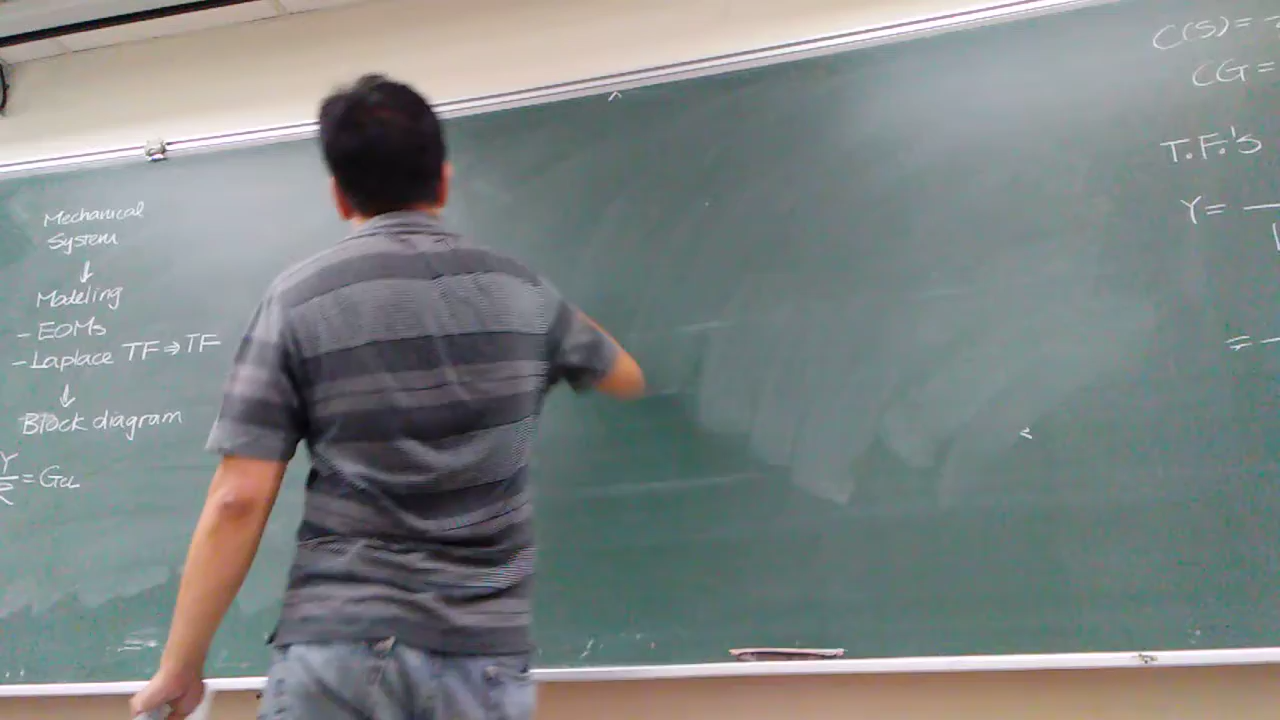 Mechanical
System
↓
Modeling
- EOMs
- Laplace TF ⇒ TF
↓
Block diagram
Y/R = GCL
C(S) =
CG =
T.F.'s
Y =
=